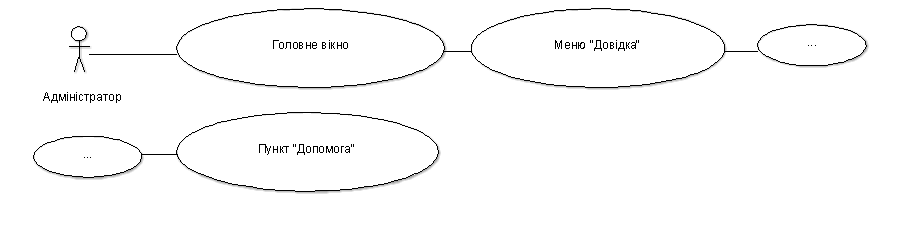 Головне вікно
Меню "Довідка"
...
Адміністратор
...
Пункт "Допомога"